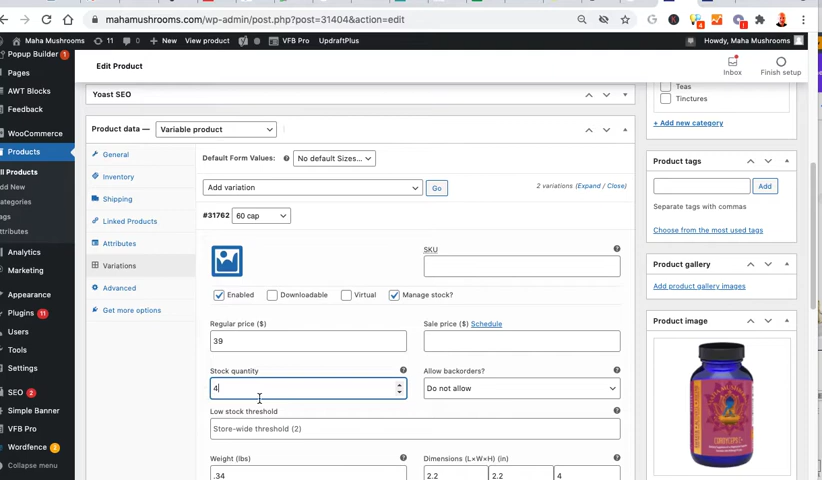 mahamushrooms.com/wp-admin/post.php?post=31404&action=edit
Maha Mushrooms 11 0 New View product VFB Pro UpdraftPlus Howdy, Maha Mushrooms
Popup Builder
Pages
AWT Blocks
Feedback
WooCommerce
Products
All Products
Add New
Categories
Tags
Attributes
Analytics
Marketing
Appearance
Plugins 11
Users
Tools
Settings
SEO 2
Simple Banner
VFB Pro
Wordfence
Collapse menu
Edit Product
Inbox
Finish setup
Yoast SEO
Product data — Variable product
General
Inventory
Shipping
Linked Products
Attributes
Variations
Advanced
Get more options
Default Form Values: ? No default Sizes...
Add variation Go 2 variations (Expand / Close)
#31762 60 cap
SKU ?
Enabled Downloadable Virtual Manage stock? ?
Regular price ($) Sale price ($) Schedule
39
Stock quantity ? Allow backorders? ?
4 Do not allow
Low stock threshold ?
Store-wide threshold (2)
Weight (lbs) ? Dimensions (L×W×H) (in) ?
.34 2.2 2.2 4
Teas
Tinctures
+ Add new category
Product tags
Add
Separate tags with commas
Choose from the most used tags
Product gallery
Add product gallery images
Product image